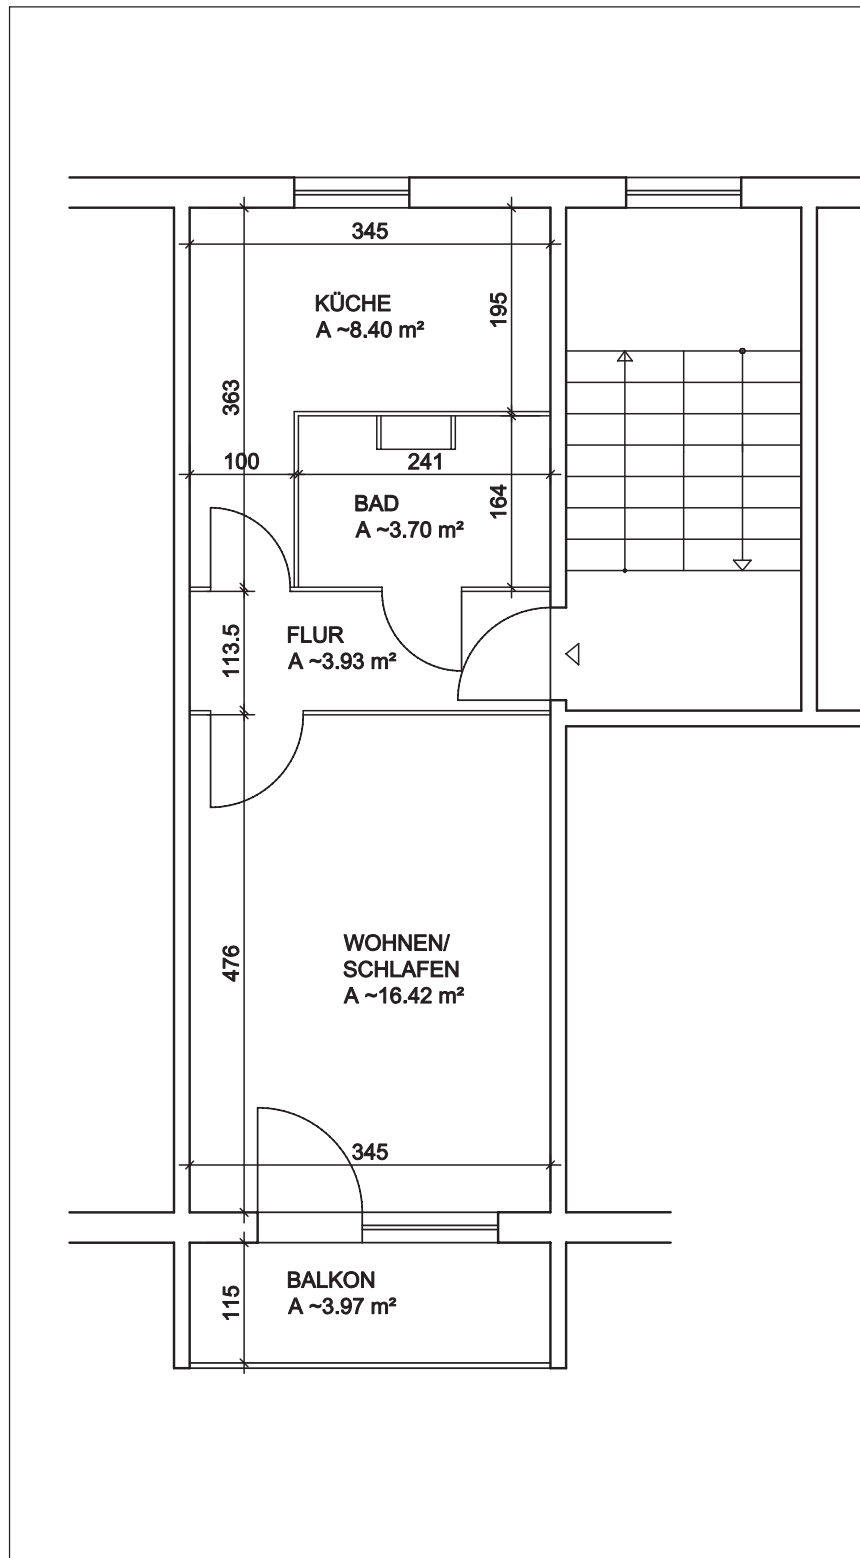 345
KÜCHE
A ~8.40 m²
195
363
100
241
BAD
A ~3.70 m²
164
FLUR
A ~3.93 m²
113.5
WOHNEN/
SCHLAFEN
A ~16.42 m²
476
345
BALKON
A ~3.97 m²
115